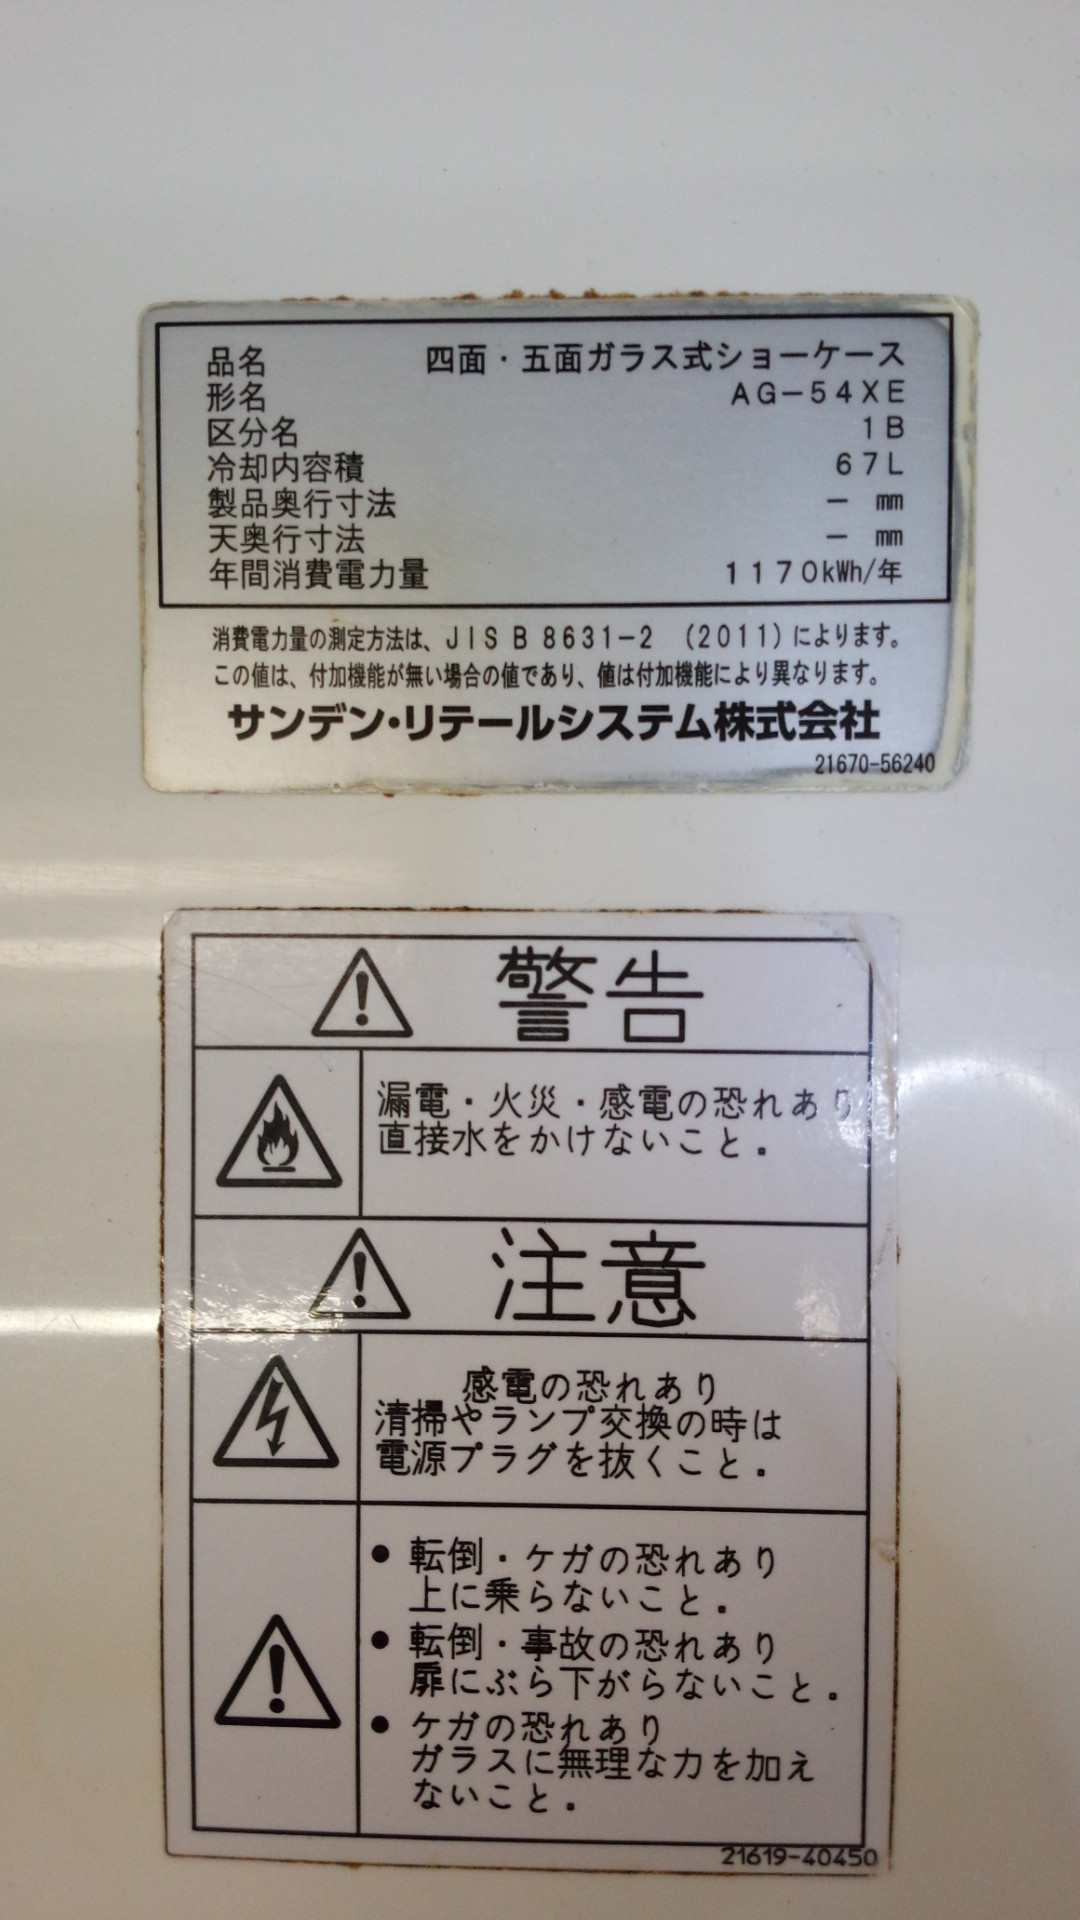 品名 四面・五面ガラス式ショーケース
形名 AG-54XE
区分名 1B
冷却内容積 67L
製品奥行寸法 - mm
天奥行寸法 - mm
年間消費電力量 1170kWh/年
消費電力量の測定方法は、JIS B 8631-2 (2011)によります。
この値は、付加機能が無い場合の値であり、値は付加機能により異なります。
サンデン・リテールシステム株式会社
21670-56240
警告
漏電・火災・感電の恐れあり
直接水をかけないこと.
注意
感電の恐れあり
清掃やランプ交換の時は
電源プラグを抜くこと.
● 転倒・ケガの恐れあり
上に乗らないこと.
● 転倒・事故の恐れあり
扉にぶら下がらないこと.
● ケガの恐れあり
ガラスに無理な力を加え
ないこと.
21619-40450